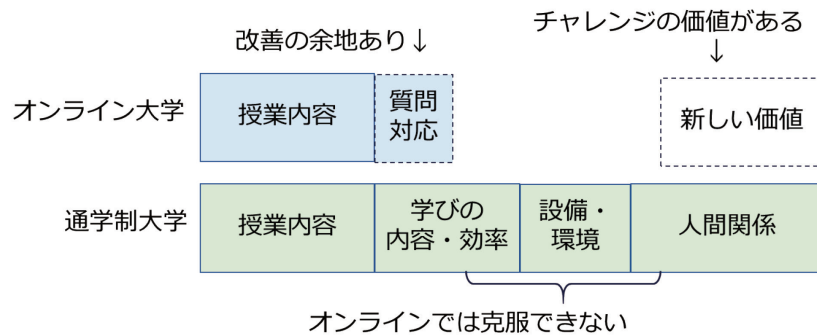 チャレンジの価値がある
↓
改善の余地あり↓
オンライン大学
授業内容
質問
対応
新しい価値
通学制大学
授業内容
学びの
内容・効率
設備・
環境
人間関係
オンラインでは克服できない